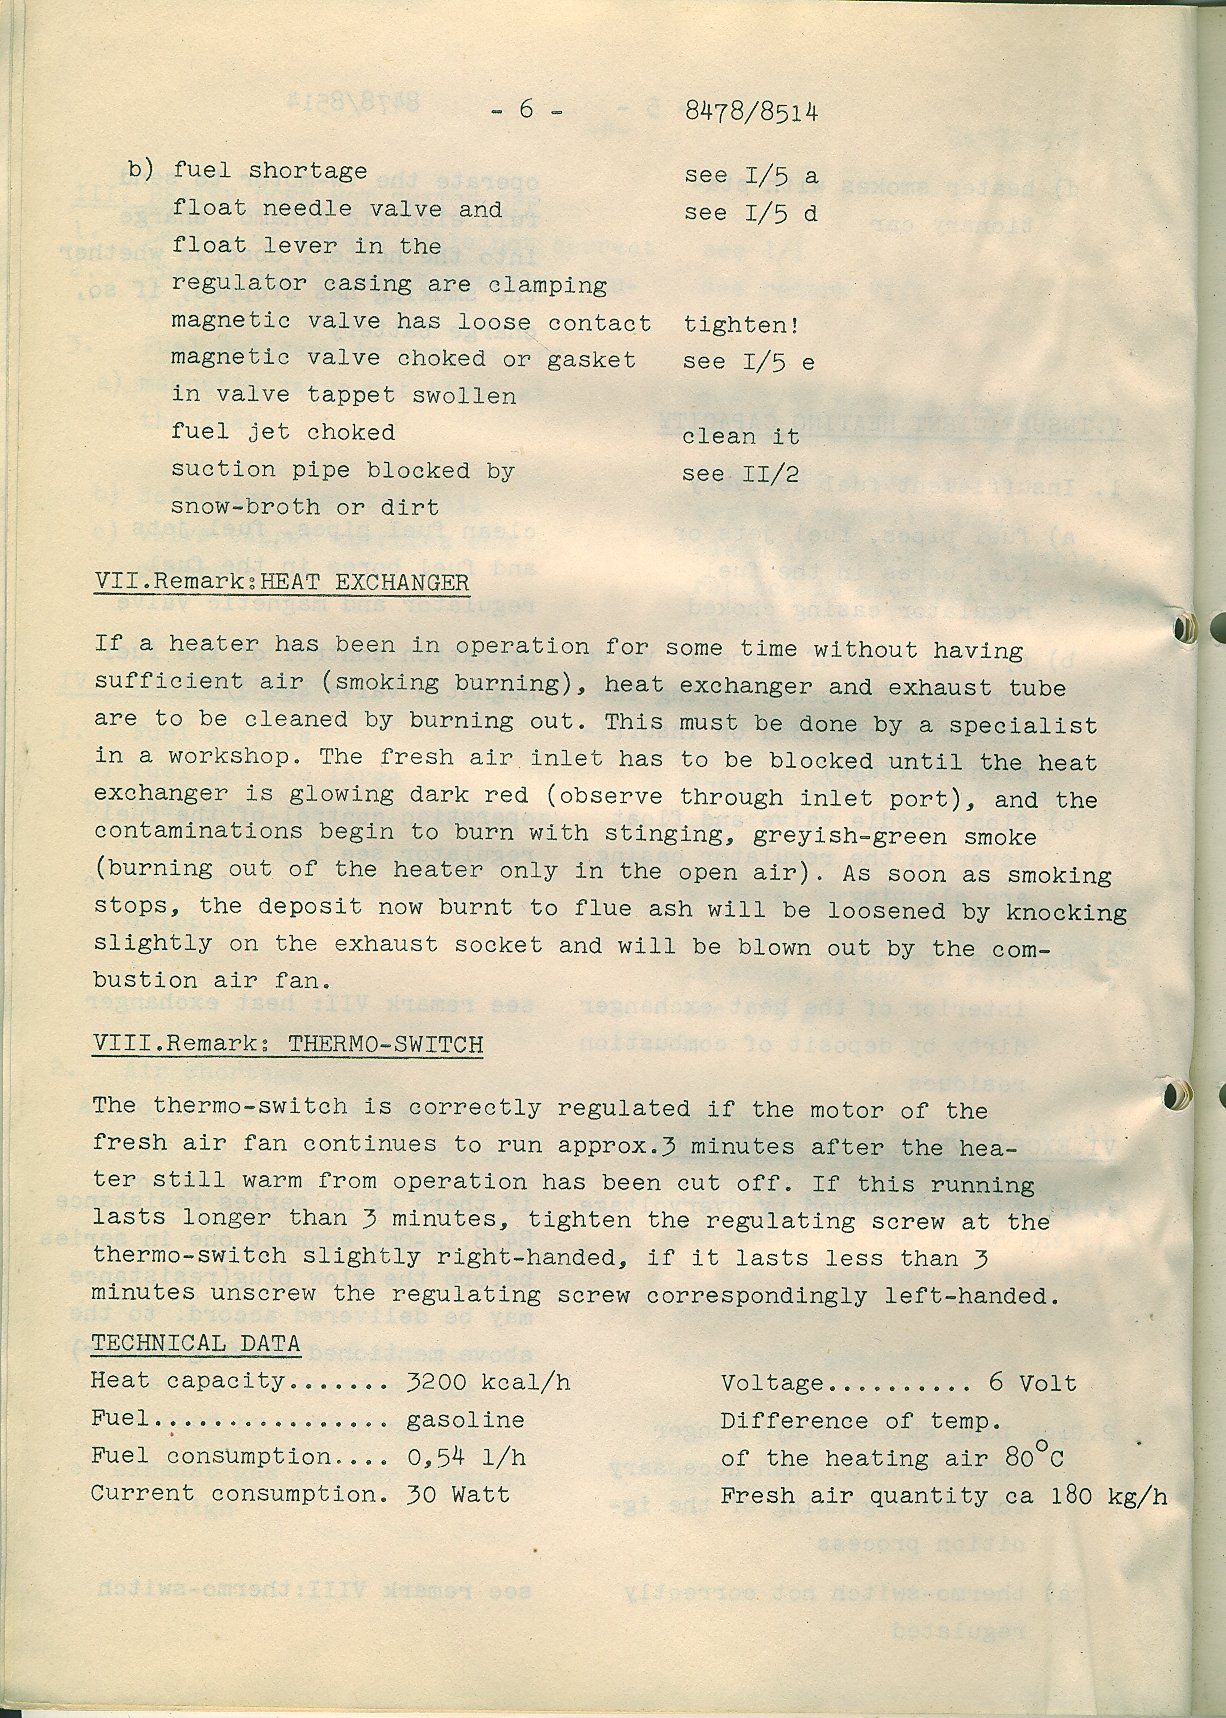 - 6 - 8478/8514
b) fuel shortage see I/5 a
float needle valve and see I/5 d
float lever in the
regulator casing are clamping
magnetic valve has loose contact tighten!
magnetic valve choked or gasket see I/5 e
in valve tappet swollen
fuel jet choked clean it
suction pipe blocked by see II/2
snow-broth or dirt
VII.Remark:HEAT EXCHANGER
If a heater has been in operation for some time without having
sufficient air (smoking burning), heat exchanger and exhaust tube
are to be cleaned by burning out. This must be done by a specialist
in a workshop. The fresh air inlet has to be blocked until the heat
exchanger is glowing dark red (observe through inlet port), and the
contaminations begin to burn with stinging, greyish-green smoke
(burning out of the heater only in the open air). As soon as smoking
stops, the deposit now burnt to flue ash will be loosened by knocking
slightly on the exhaust socket and will be blown out by the com-
bustion air fan.
VIII.Remark: THERMO-SWITCH
The thermo-switch is correctly regulated if the motor of the
fresh air fan continues to run approx.3 minutes after the hea-
ter still warm from operation has been cut off. If this running
lasts longer than 3 minutes, tighten the regulating screw at the
thermo-switch slightly right-handed, if it lasts less than 3
minutes unscrew the regulating screw correspondingly left-handed.
TECHNICAL DATA
Heat capacity....... 3200 kcal/h Voltage.......... 6 Volt
Fuel................ gasoline Difference of temp.
Fuel consumption.... 0,54 l/h of the heating air 80°C
Current consumption. 30 Watt Fresh air quantity ca 180 kg/h